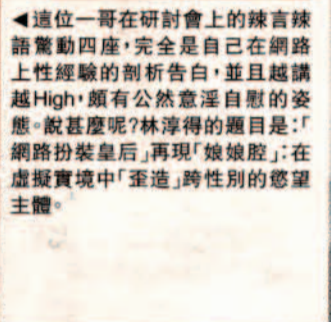 ◀這位一哥在研討會上的辣言辣
語驚動四座,完全是自己在網路
上性經驗的剖析告白,並且越講
越High,頗有公然意淫自慰的姿
態。說甚麼呢?林淳得的題目是:「
網路扮裝皇后」再現「娘娘腔」:在
虛擬實境中「歪造」跨性別的慾望
主體。